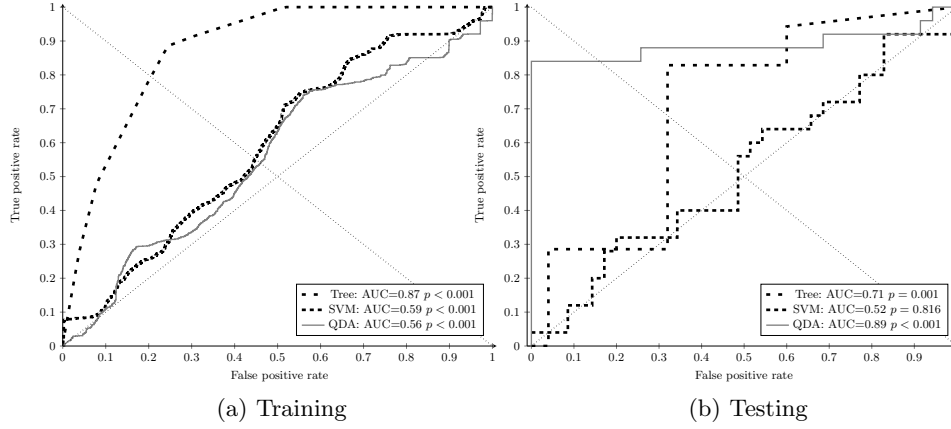 1
0.9
0.8
0.7
0.6
0.5
0.4
0.3
0.2
0.1
0
True positive rate
0 0.1 0.2 0.3 0.4 0.5 0.6 0.7 0.8 0.9 1
False positive rate
Tree: AUC=0.87 p < 0.001
SVM: AUC=0.59 p < 0.001
QDA: AUC=0.56 p < 0.001
(a) Training
1
0.9
0.8
0.7
0.6
0.5
0.4
0.3
0.2
0.1
0
True positive rate
0 0.1 0.2 0.3 0.4 0.5 0.6 0.7 0.8 0.9
False positive rate
Tree: AUC=0.71 p = 0.001
SVM: AUC=0.52 p = 0.816
QDA: AUC=0.89 p < 0.001
(b) Testing